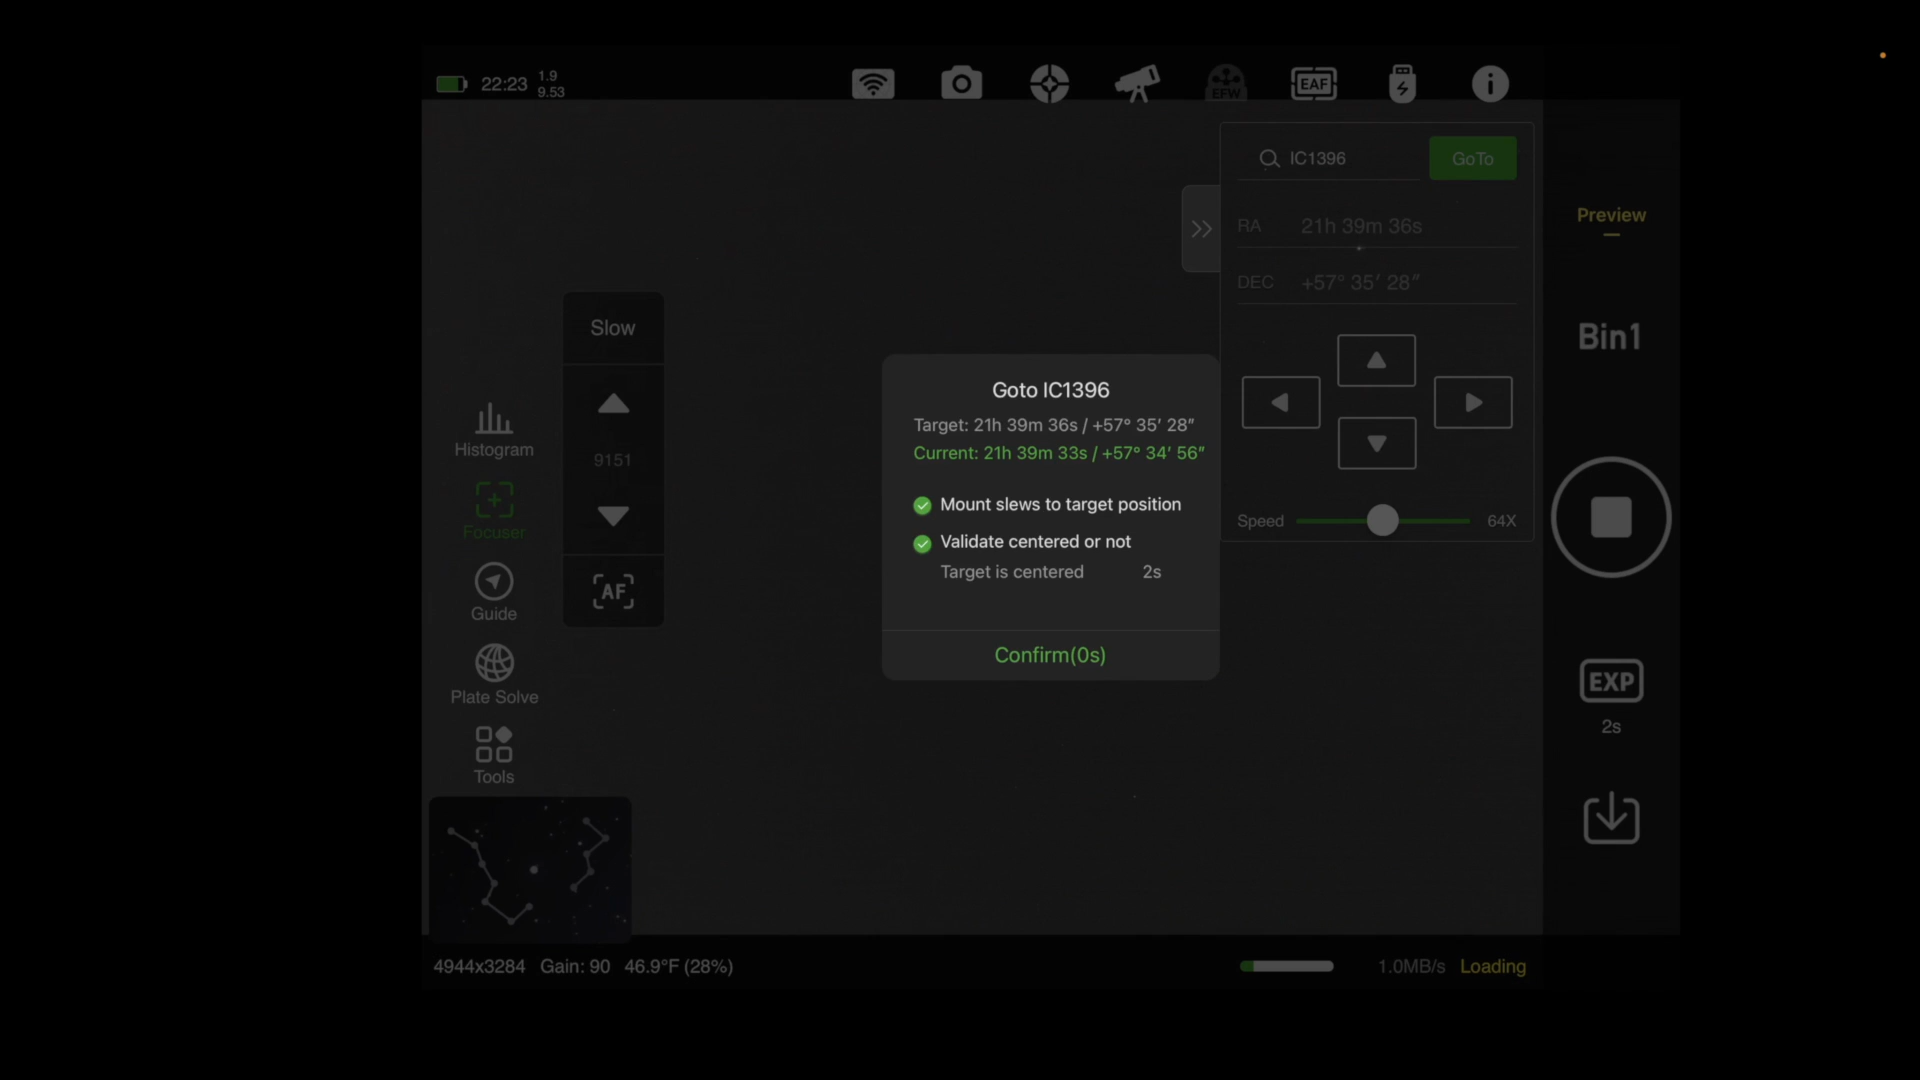 22:23
1.9
9.53
EFW
EAF
IC1396
GoTo
RA 21h 39m 36s
DEC +57° 35′ 28″
Speed 64X
Preview
Bin1
EXP
2s
Slow
9151
AF
Histogram
Focuser
Guide
Plate Solve
Tools
Goto IC1396
Target: 21h 39m 36s / +57° 35′ 28″
Current: 21h 39m 33s / +57° 34′ 56″
Mount slews to target position
Validate centered or not
Target is centered 2s
Confirm(0s)
4944x3284 Gain: 90 46.9°F (28%)
1.0MB/s Loading